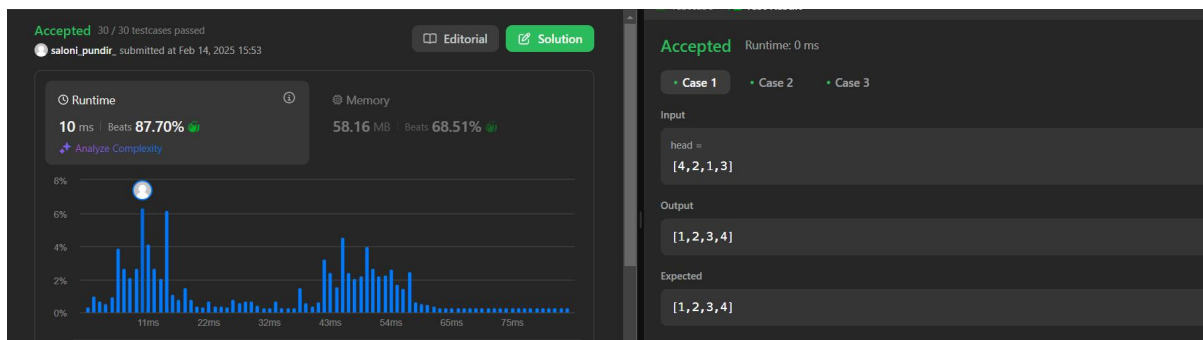 Accepted 30 / 30 testcases passed
saloni_pundir_ submitted at Feb 14, 2025 15:53
Editorial
Solution
Runtime
10 ms | Beats 87.70%
Analyze Complexity
Memory
58.16 MB | Beats 68.51%
8%
6%
4%
2%
0%
11ms 22ms 32ms 43ms 54ms 65ms 75ms
Accepted Runtime: 0 ms
• Case 1 • Case 2 • Case 3
Input
head =
[4,2,1,3]
Output
[1,2,3,4]
Expected
[1,2,3,4]